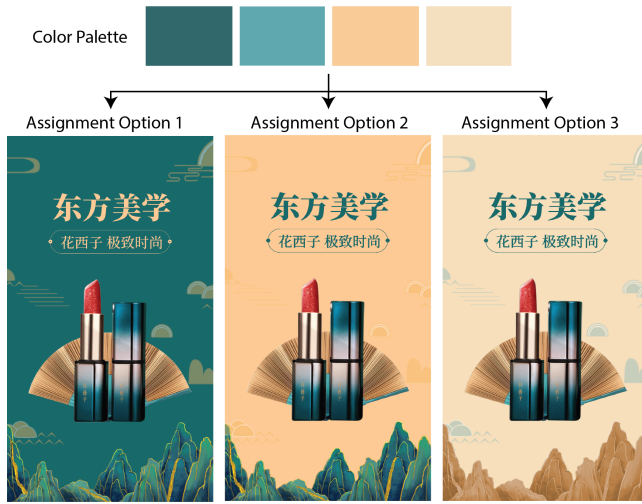 Color Palette
Assignment Option 1
Assignment Option 2
Assignment Option 3
东方美学
花西子 极致时尚
东方美学
花西子 极致时尚
东方美学
花西子 极致时尚